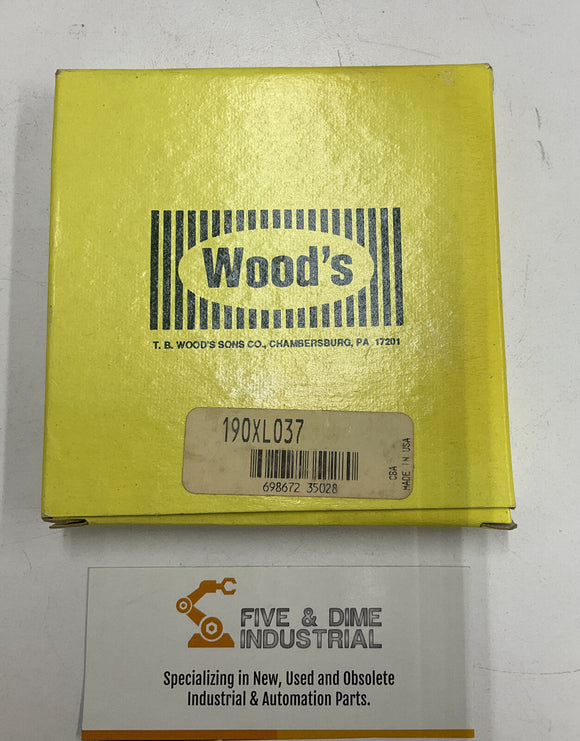 Wood's
T. B. WOOD'S SONS CO., CHAMBERSBURG, PA 17201
190XL037
698672 35028
CBA
MADE IN USA
FIVE & DIME
INDUSTRIAL
Specializing in New, Used and Obsolete
Industrial & Automation Parts.